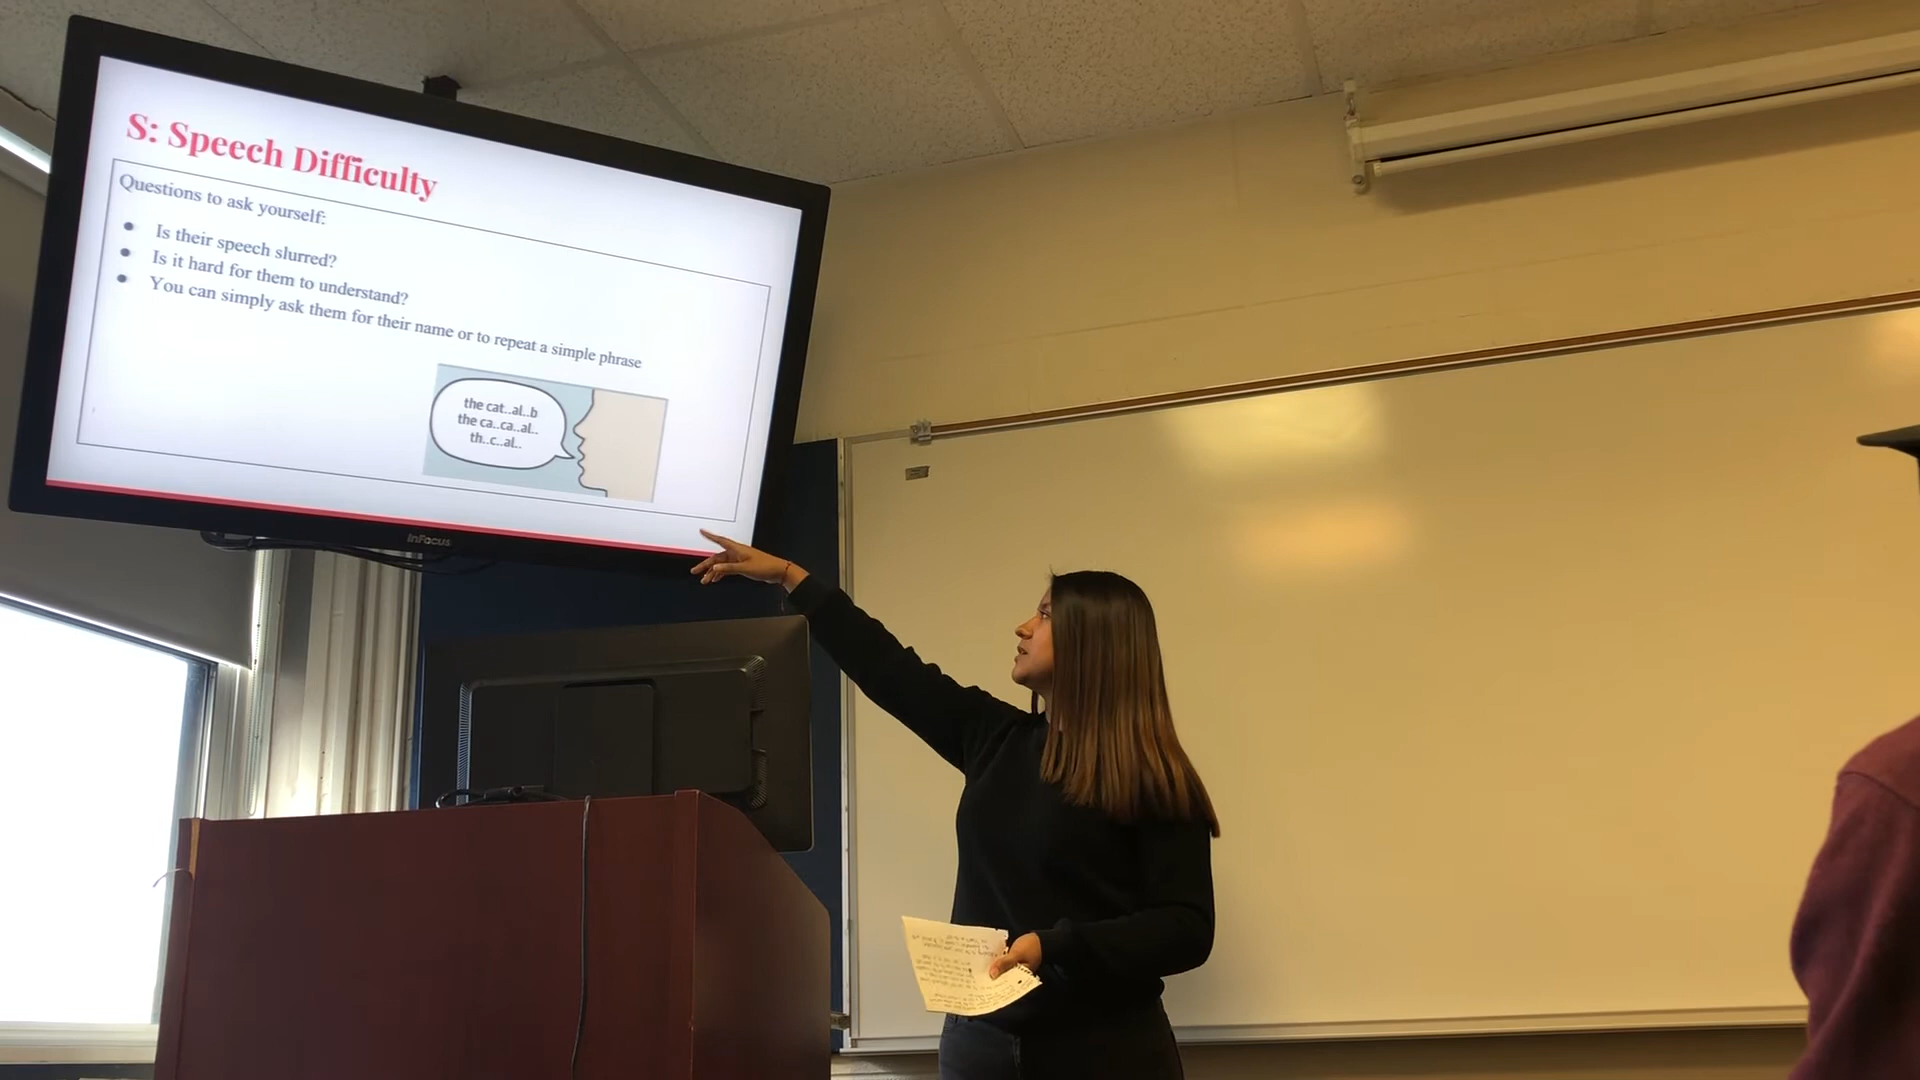 S: Speech Difficulty
Questions to ask yourself:
● Is their speech slurred?
● Is it hard for them to understand?
● You can simply ask them for their name or to repeat a simple phrase
the cat..al..b
the ca..ca..al..
th..c..al..
InFocus